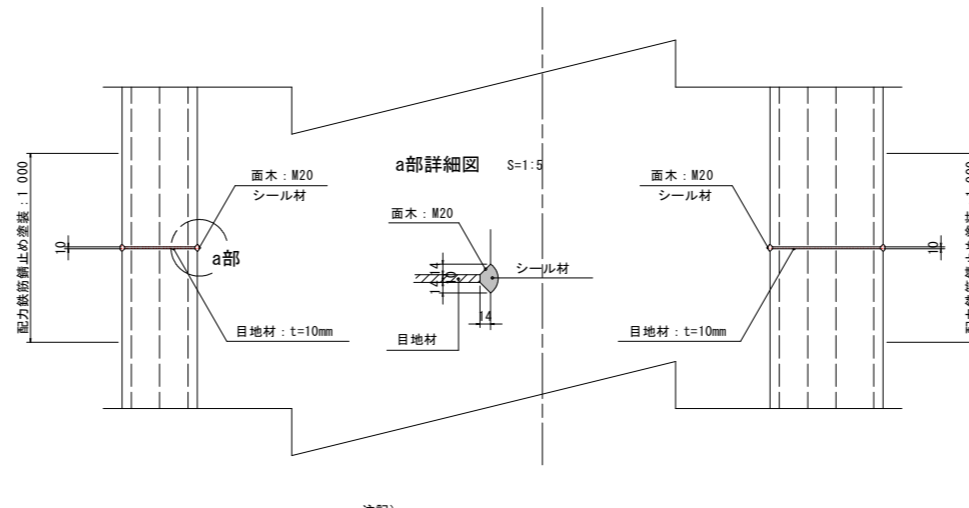 面木：M20
シール材
a部詳細図 S=1:5
面木：M20
シール材
面木：M20
配力鉄筋錆止め塗装：1 000
10
a部
14
10
14
シール材
14
10
目地材：t=10mm
目地材
目地材：t=10mm
注記）